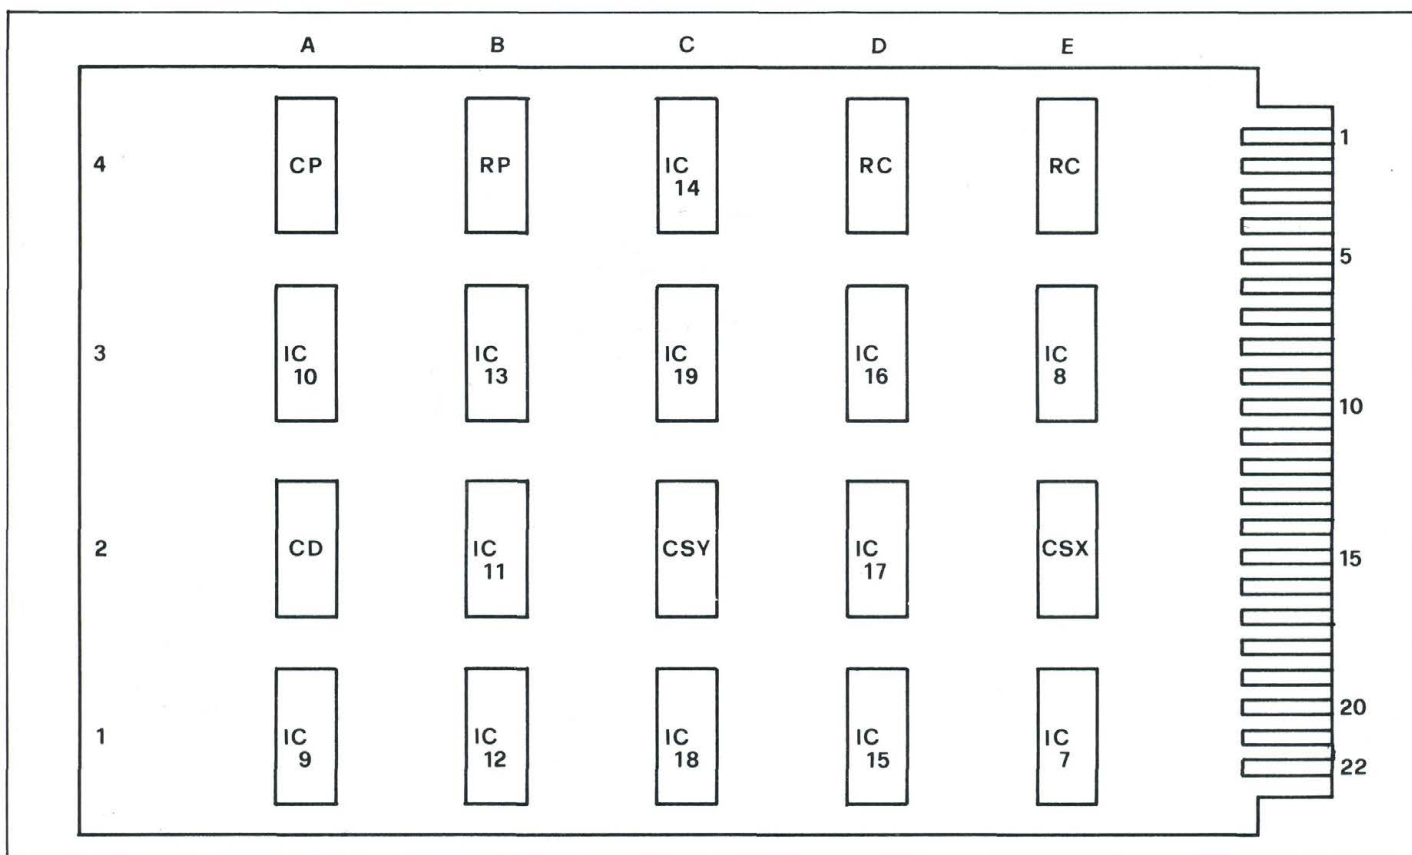 A B C D E
4 CP RP IC 14 RC RC 1
5
3 IC 10 IC 13 IC 19 IC 16 IC 8
10
2 CD IC 11 CSY IC 17 CSX 15
20
1 IC 9 IC 12 IC 18 IC 15 IC 7 22